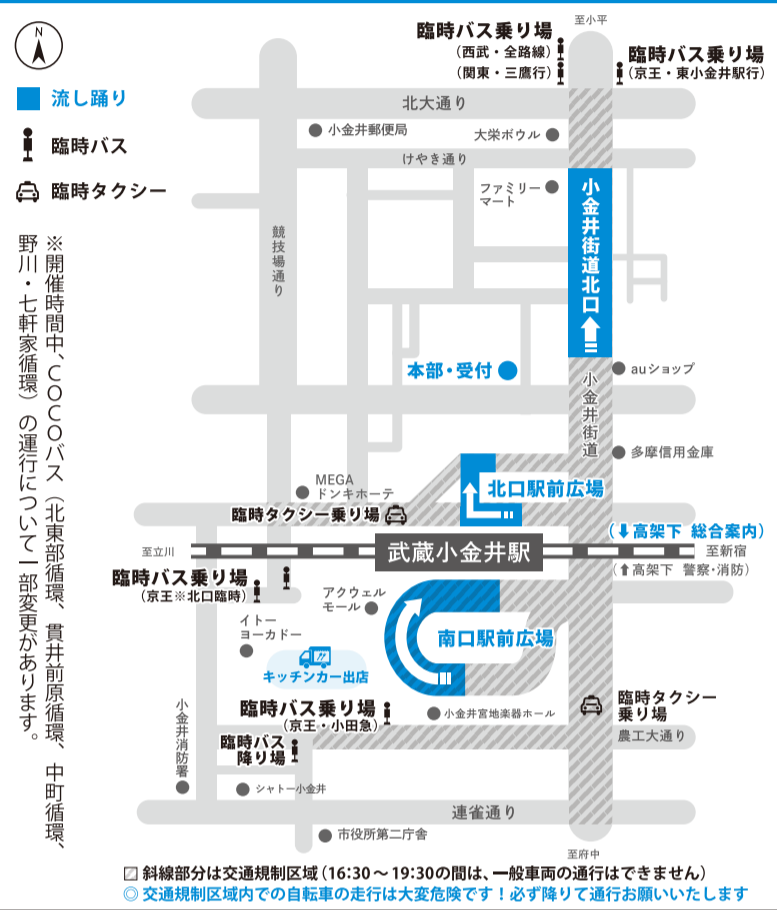 N
流し踊り
臨時バス
臨時タクシー
※開催時間中、COCOバス（北東部循環、貫井前原循環、中町循環、
野川・七軒家循環）の運行について一部変更があります。
臨時バス乗り場
（西武・全路線）
（関東・三鷹行）
至小平
臨時バス乗り場
（京王・東小金井駅行）
北大通り
小金井郵便局
大栄ボウル
けやき通り
ファミリー
マート
小金井街道北口
競技場通り
本部・受付
auショップ
小金井街道
多摩信用金庫
MEGA
ドンキホーテ
北口駅前広場
臨時タクシー乗り場
（⬇高架下 総合案内）
至立川
武蔵小金井駅
至新宿
（⬆高架下 警察・消防）
臨時バス乗り場
（京王※北口臨時）
アクウェル
モール
イトー
ヨーカドー
南口駅前広場
キッチンカー出店
臨時バス乗り場
（京王・小田急）
小金井宮地楽器ホール
臨時タクシー
乗り場
農工大通り
臨時バス
降り場
小金井消防署
シャトー小金井
連雀通り
市役所第二庁舎
至府中
斜線部分は交通規制区域（16:30～19:30の間は、一般車両の通行はできません）
◎ 交通規制区域内での自転車の走行は大変危険です！必ず降りて通行お願いいたします